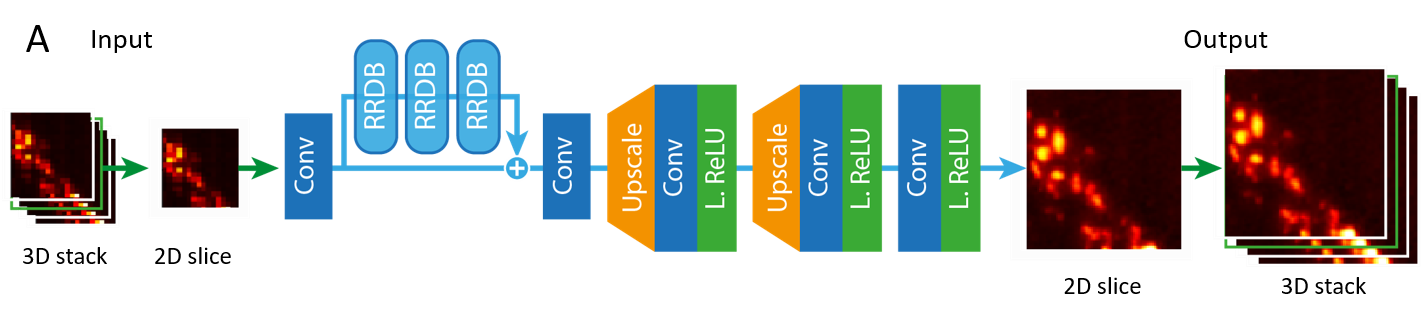 A
Input
Output
RRDB
RRDB
RRDB
Conv
Conv
Upscale
Conv
L. ReLU
Upscale
Conv
L. ReLU
Conv
L. ReLU
3D stack
2D slice
2D slice
3D stack